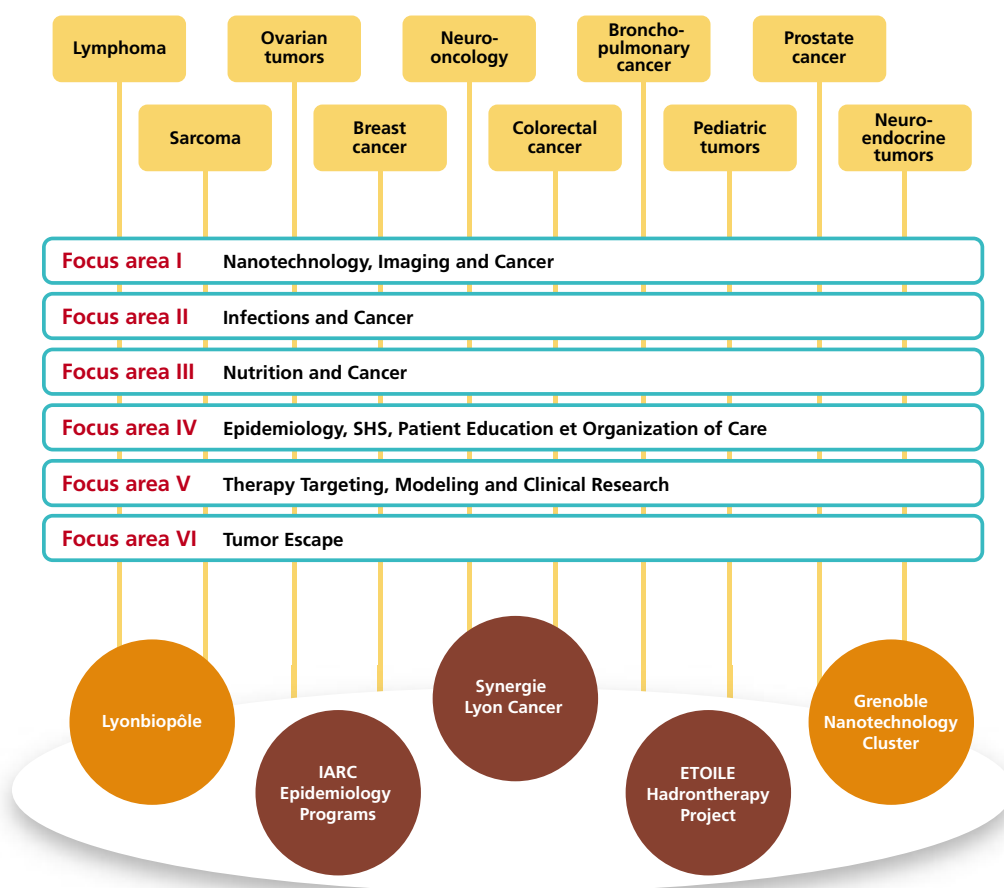 Lymphoma
Ovarian
tumors
Neuro-
oncology
Broncho-
pulmonary
cancer
Prostate
cancer
Sarcoma
Breast
cancer
Colorectal
cancer
Pediatric
tumors
Neuro-
endocrine
tumors
Focus area I Nanotechnology, Imaging and Cancer
Focus area II Infections and Cancer
Focus area III Nutrition and Cancer
Focus area IV Epidemiology, SHS, Patient Education et Organization of Care
Focus area V Therapy Targeting, Modeling and Clinical Research
Focus area VI Tumor Escape
Lyonbiopôle
IARC
Epidemiology
Programs
Synergie
Lyon Cancer
ETOILE
Hadrontherapy
Project
Grenoble
Nanotechnology
Cluster